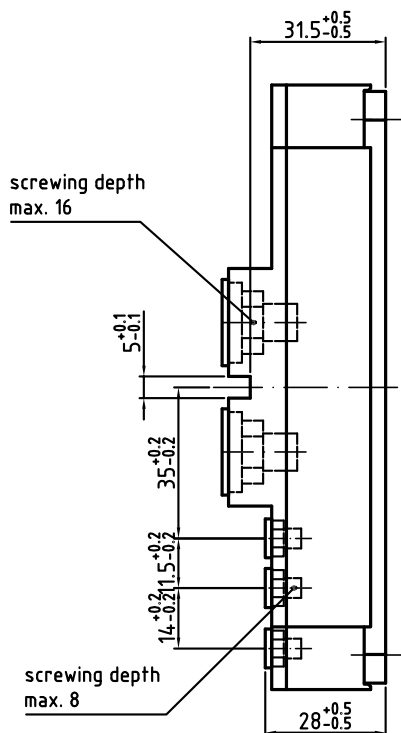 31.5 +0.5 -0.5
screwing depth
max. 16
5 +0.1 -0.1
35 +0.2 -0.2
11.5 +0.2 -0.2
14 +0.2 -0.2
screwing depth
max. 8
28 +0.5 -0.5